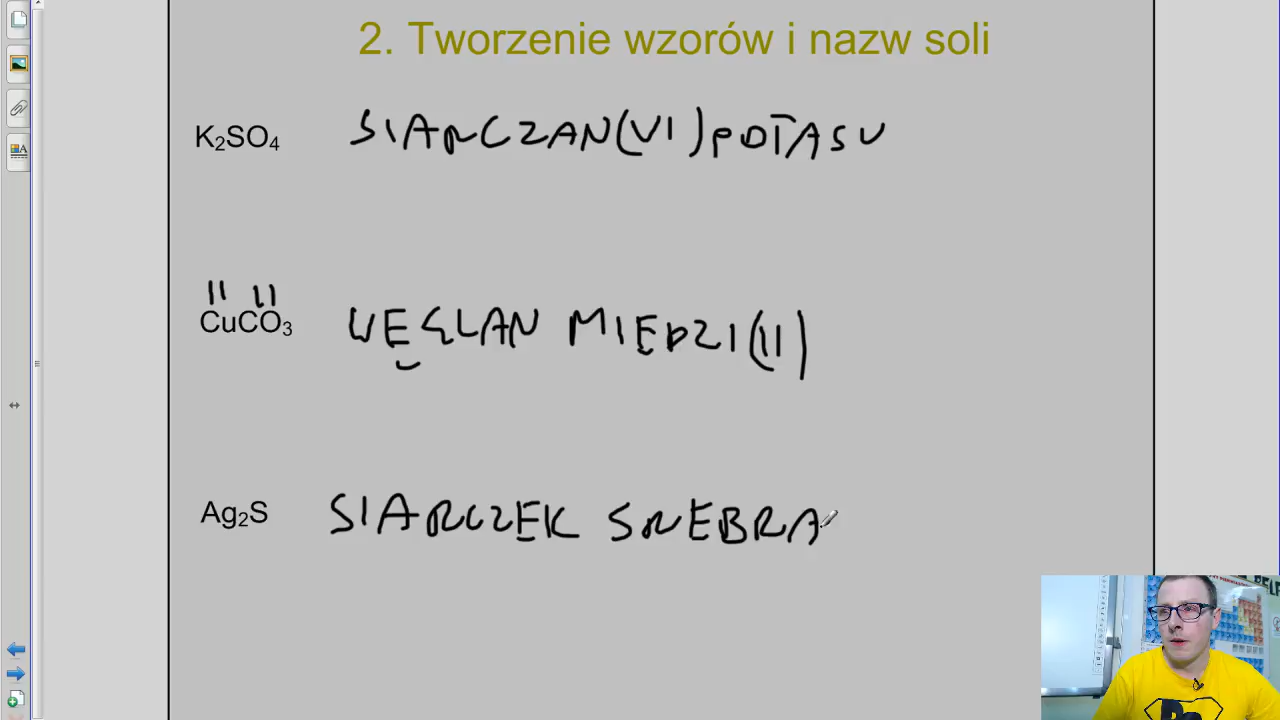 2. Tworzenie wzorów i nazw soli
K₂SO₄ SIARCZAN(VI)POTASU
II II
CuCO₃ WĘGLAN MIEDZI(II)
Ag₂S SIARCZEK SREBRA